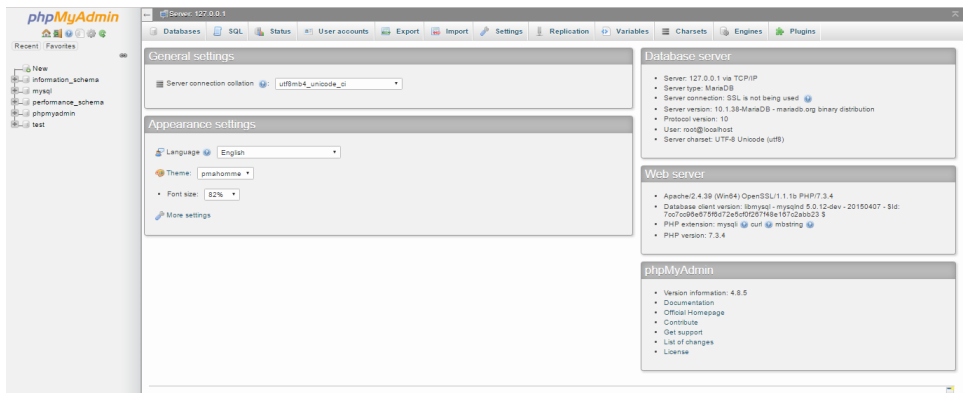 phpMyAdmin
Recent Favorites
New
information_schema
mysql
performance_schema
phpmyadmin
test
Server: 127.0.0.1
Databases SQL Status User accounts Export Import Settings Replication Variables Charsets Engines Plugins
General settings
Server connection collation : utf8mb4_unicode_ci
Appearance settings
Language English
Theme: pmahomme
Font size: 82%
More settings
Database server
Server: 127.0.0.1 via TCP/IP
Server type: MariaDB
Server connection: SSL is not being used
Server version: 10.1.38-MariaDB - mariadb.org binary distribution
Protocol version: 10
User: root@localhost
Server charset: UTF-8 Unicode (utf8)
Web server
Apache/2.4.39 (Win64) OpenSSL/1.1.1b PHP/7.3.4
Database client version: libmysql - mysqlnd 5.0.12-dev - 20150407 - $Id:
PHP extension: mysqli curl mbstring
PHP version: 7.3.4
phpMyAdmin
Version information: 4.8.5
Documentation
Official Homepage
Contribute
Get support
List of changes
License